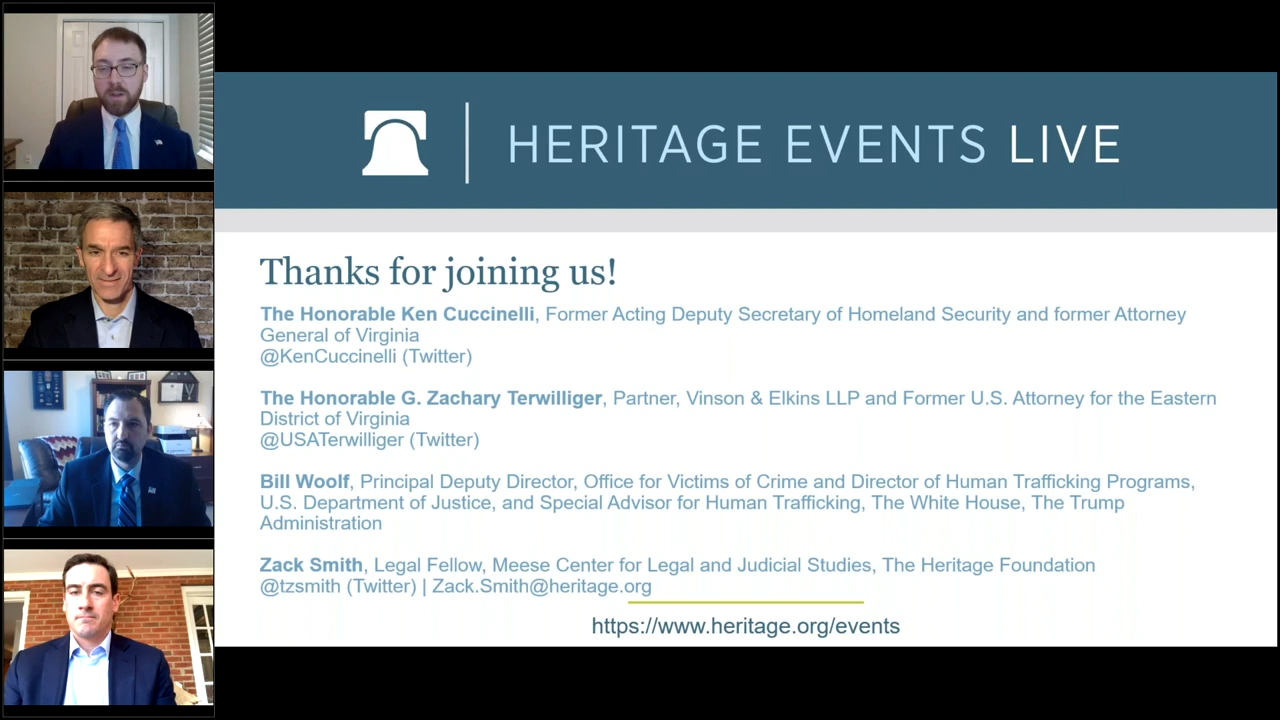 HERITAGE EVENTS LIVE
Thanks for joining us!
The Honorable Ken Cuccinelli, Former Acting Deputy Secretary of Homeland Security and former Attorney
General of Virginia
@KenCuccinelli (Twitter)
The Honorable G. Zachary Terwilliger, Partner, Vinson & Elkins LLP and Former U.S. Attorney for the Eastern
District of Virginia
@USATerwilliger (Twitter)
Bill Woolf, Principal Deputy Director, Office for Victims of Crime and Director of Human Trafficking Programs,
U.S. Department of Justice, and Special Advisor for Human Trafficking, The White House, The Trump
Administration
Zack Smith, Legal Fellow, Meese Center for Legal and Judicial Studies, The Heritage Foundation
@tzsmith (Twitter) | Zack.Smith@heritage.org
https://www.heritage.org/events